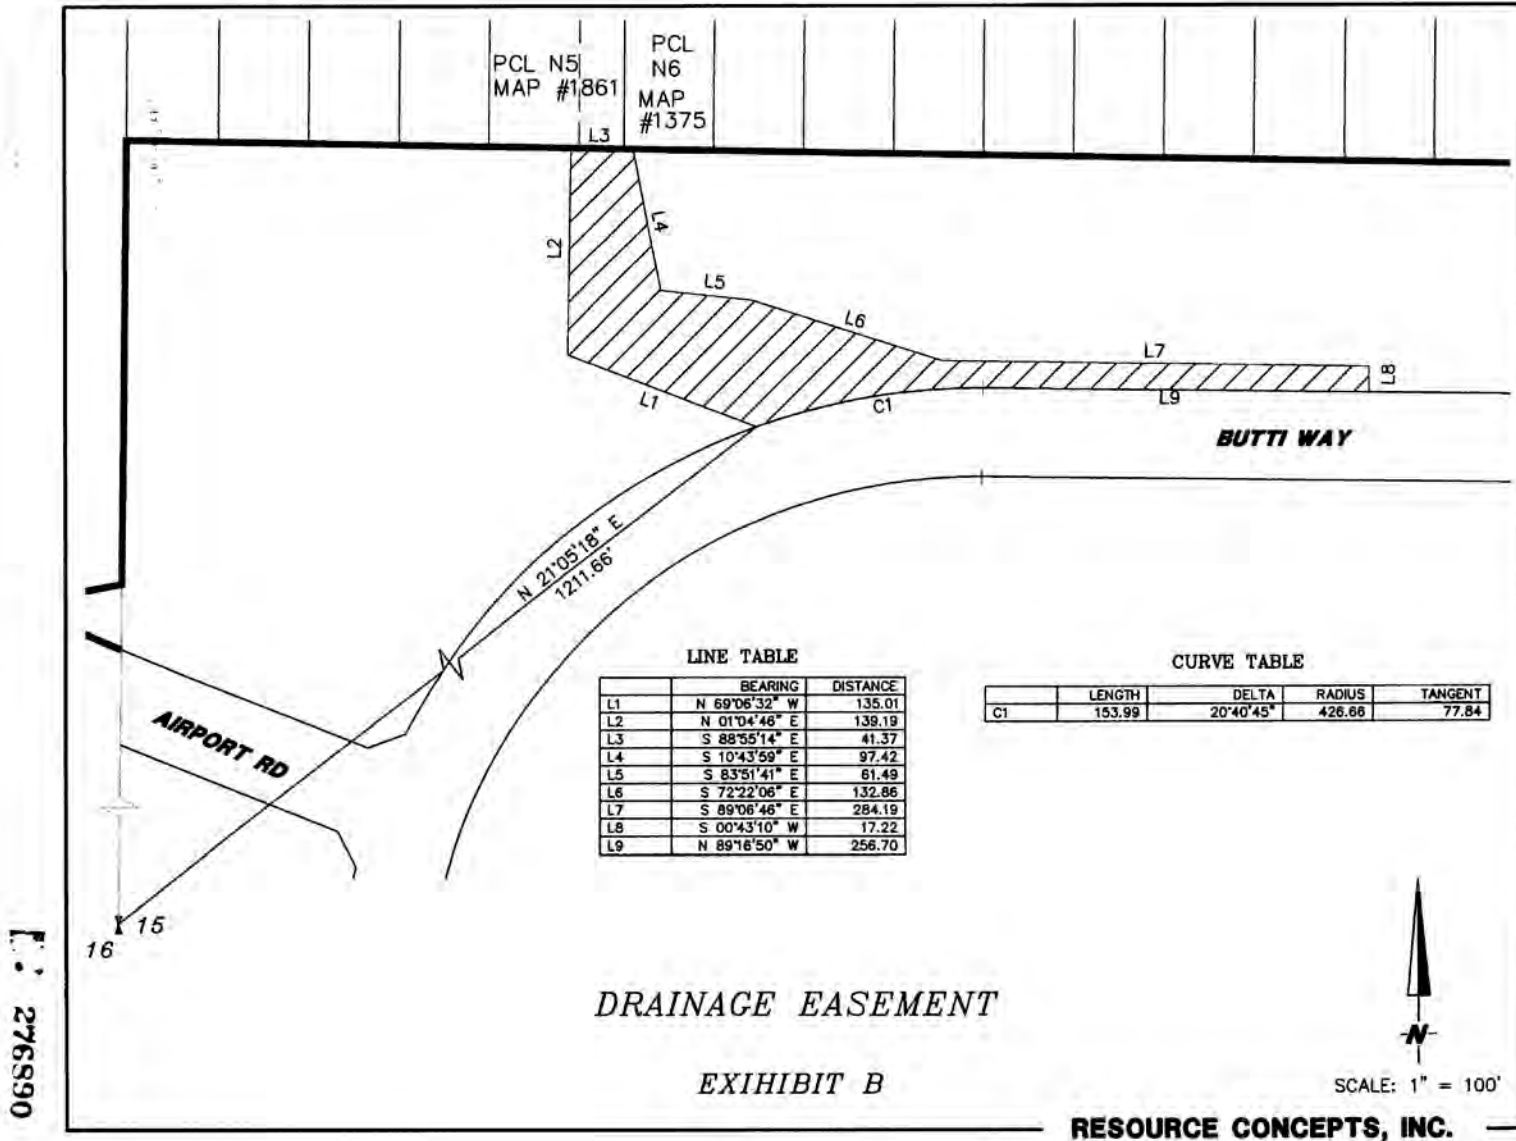 PCL N5
MAP #1861
PCL
N6
MAP
#1375
L3
L2
L4
L5
L6
L7
L8
L1
C1
L9
BUTTI WAY
N 21°05'18" E
1211.66'
AIRPORT RD
15
16
LINE TABLE
BEARING DISTANCE
L1 N 69°06'32" W 135.01
L2 N 01°04'46" E 139.19
L3 S 88°55'14" E 41.37
L4 S 10°43'59" E 97.42
L5 S 83°51'41" E 61.49
L6 S 72°22'06" E 132.86
L7 S 89°06'46" E 284.19
L8 S 00°43'10" W 17.22
L9 N 89°16'50" W 256.70
CURVE TABLE
LENGTH DELTA RADIUS TANGENT
C1 153.99 20°40'45" 426.66 77.84
DRAINAGE EASEMENT
EXIHIBIT B
N
SCALE: 1" = 100'
RESOURCE CONCEPTS, INC.
276890